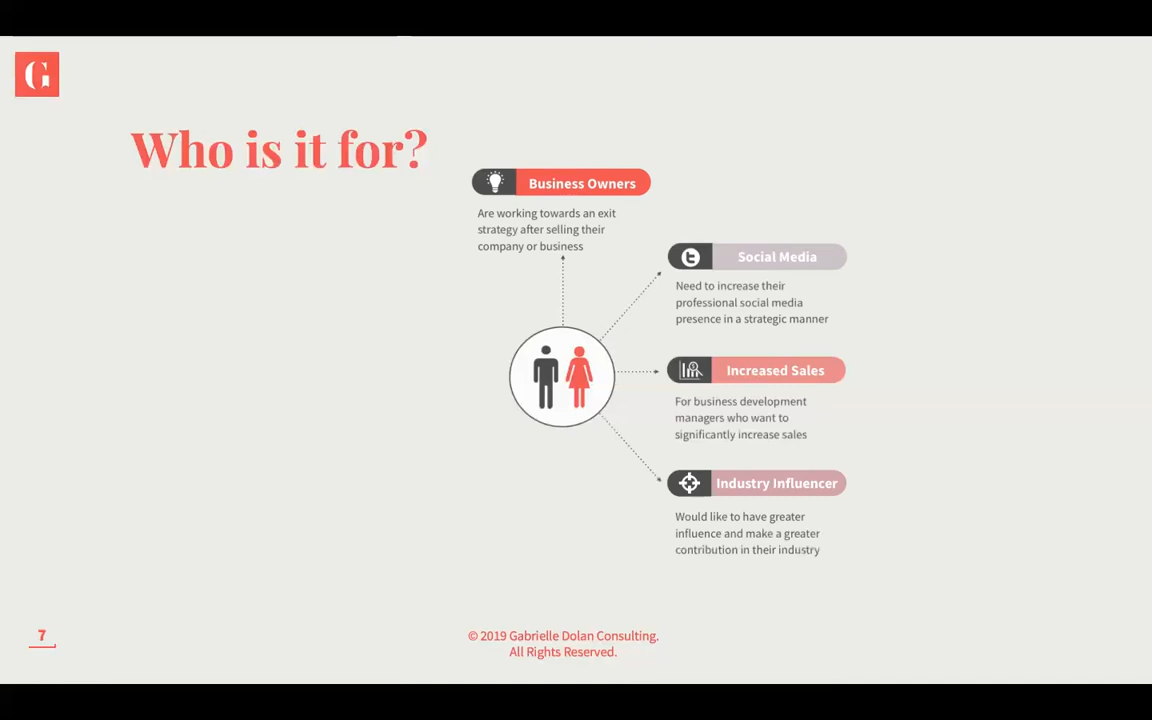 G
Who is it for?
Business Owners
Are working towards an exit
strategy after selling their
company or business
Social Media
Need to increase their
professional social media
presence in a strategic manner
Increased Sales
For business development
managers who want to
significantly increase sales
Industry Influencer
Would like to have greater
influence and make a greater
contribution in their industry
7
© 2019 Gabrielle Dolan Consulting.
All Rights Reserved.